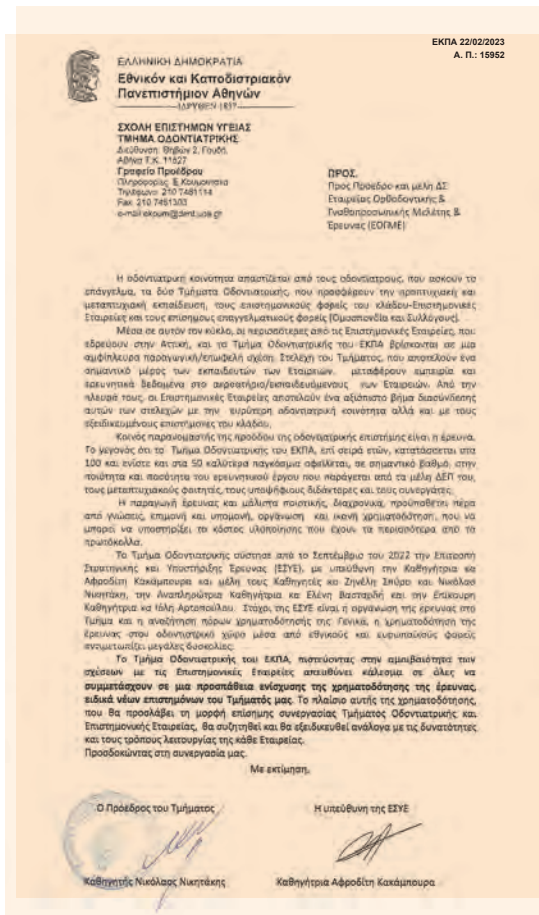 ΕΚΠΑ 22/02/2023
Α. Π.: 15952
ΕΛΛΗΝΙΚΗ ΔΗΜΟΚΡΑΤΙΑ
Εθνικόν και Καποδιστριακόν
Πανεπιστήμιον Αθηνών
ΙΔΡΥΘΕΝ 1837
ΣΧΟΛΗ ΕΠΙΣΤΗΜΩΝ ΥΓΕΙΑΣ
ΤΜΗΜΑ ΟΔΟΝΤΙΑΤΡΙΚΗΣ
Διεύθυνση: Θηβών 2, Γουδή,
Αθήνα Τ.Κ. 11527
Γραφείο Προέδρου
Πληροφορίες:
Τηλέφωνο: 210 7461114
Fax: 210 7461303
ΠΡΟΣ.
Προς Πρόεδρο και μέλη ΔΣ
Εταιρείας Ορθοδοντικής &
Γναθοπροσωπικής Μελέτης &
Έρευνας (ΕΟΓΜΕ)
Η οδοντιατρική κοινότητα απαρτίζεται από τους οδοντιάτρους, που ασκούν το
επάγγελμα, τα δύο Τμήματα Οδοντιατρικής, που προσφέρουν την προπτυχιακή και
μεταπτυχιακή εκπαίδευση, τους επιστημονικούς φορείς του κλάδου-Επιστημονικές
Εταιρείες και τους επίσημους επαγγελματικούς φορείς (Ομοσπονδία και Συλλόγους).
Μέσα σε αυτόν τον κύκλο, οι περισσότερες από τις Επιστημονικές Εταιρείες, που
εδρεύουν στην Αττική, και το Τμήμα Οδοντιατρικής του ΕΚΠΑ βρίσκονται σε μια
αμφίπλευρα παραγωγική/επωφελή σχέση. Στελέχη του Τμήματος, που αποτελούν ένα
σημαντικό μέρος των εκπαιδευτών των Εταιρειών, μεταφέρουν εμπειρία και
ερευνητικά δεδομένα στο ακροατήριο/εκπαιδευόμενους των Εταιρειών. Από την
πλευρά τους, οι Επιστημονικές Εταιρείες αποτελούν ένα αξιόπιστο βήμα διασύνδεσης
αυτών των στελεχών με την ευρύτερη οδοντιατρική κοινότητα αλλά και με τους
εξειδικευμένους επιστήμονες του κλάδου.
Κοινός παρανομαστής της προόδου της οδοντιατρικής επιστήμης είναι η έρευνα.
Το γεγονός ότι το Τμήμα Οδοντιατρικής του ΕΚΠΑ, επί σειρά ετών, κατατάσσεται στα
100 και ενίοτε και στα 50 καλύτερα παγκόσμια οφείλεται, σε σημαντικό βαθμό, στην
ποιότητα και ποσότητα του ερευνητικού έργου που παράγεται από τα μέλη ΔΕΠ του,
τους μεταπτυχιακούς φοιτητές, τους υποψήφιους διδάκτορες και τους συνεργάτες.
Η παραγωγή έρευνας και μάλιστα ποιοτικής, διαχρονικά, προϋποθέτει πέρα
από γνώσεις, επιμονή και υπομονή, οργάνωση και ικανή χρηματοδότηση, που να
μπορεί να υποστηρίξει το κόστος υλοποίησης που έχουν τα περισσότερα από τα
πρωτόκολλα.
Το Τμήμα Οδοντιατρικής σύστησε από το Σεπτέμβριο του 2022 την Επιτροπή
Στρατηγικής και Υποστήριξης Έρευνας (ΕΣΥΕ), με υπεύθυνη την Καθηγήτρια κα
Αφροδίτη Κακάμπουρα και μέλη τους Καθηγητές κο Ζηνέλη Σπύρο και Νικόλαο
Νικητάκη, την Αναπληρώτρια Καθηγήτρια κα Ελένη Βασταρδή και την Επίκουρη
Καθηγήτρια κα Ιόλη Αρτοπούλου. Στόχοι της ΕΣΥΕ είναι η οργάνωση της έρευνας στο
Τμήμα και η αναζήτηση πόρων χρηματοδότησής της. Γενικά, η χρηματοδότηση της
έρευνας στον οδοντιατρικό χώρο μέσα από εθνικούς και ευρωπαϊκούς φορείς
αντιμετωπίζει μεγάλες δυσκολίες.
Το Τμήμα Οδοντιατρικής του ΕΚΠΑ, πιστεύοντας στην αμοιβαιότητα των
σχέσεων με τις Επιστημονικές Εταιρείες απευθύνει κάλεσμα σε όλες να
συμμετάσχουν σε μια προσπάθεια ενίσχυσης της χρηματοδότησης της έρευνας,
ειδικά νέων επιστημόνων του Τμήματός μας. Το πλαίσιο αυτής της χρηματοδότησης,
που θα προσλάβει τη μορφή επίσημης συνεργασίας Τμήματος Οδοντιατρικής και
Επιστημονικής Εταιρείας, θα συζητηθεί και θα εξειδικευθεί ανάλογα με τις δυνατότητες
και τους τρόπους λειτουργίας της κάθε Εταιρείας.
Προσδοκώντας στη συνεργασία μας.
Με εκτίμηση,
Ο Πρόεδρος του Τμήματος
Η υπεύθυνη της ΕΣΥΕ
Καθηγητής Νικόλαος Νικητάκης
Καθηγήτρια Αφροδίτη Κακάμπουρα